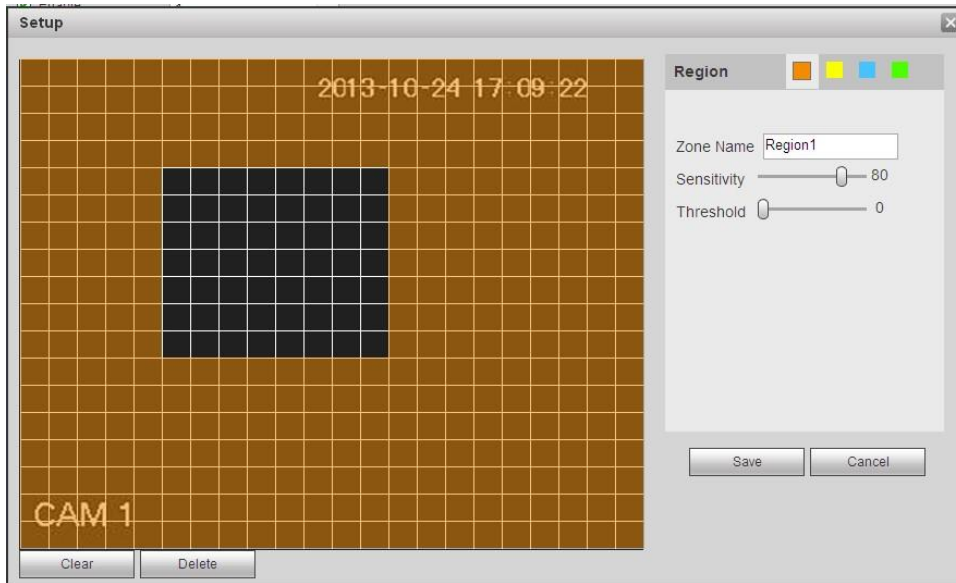 Setup
2013-10-24 17:09:22
CAM 1
Clear Delete
Region
Zone Name Region1
Sensitivity 80
Threshold 0
Save Cancel